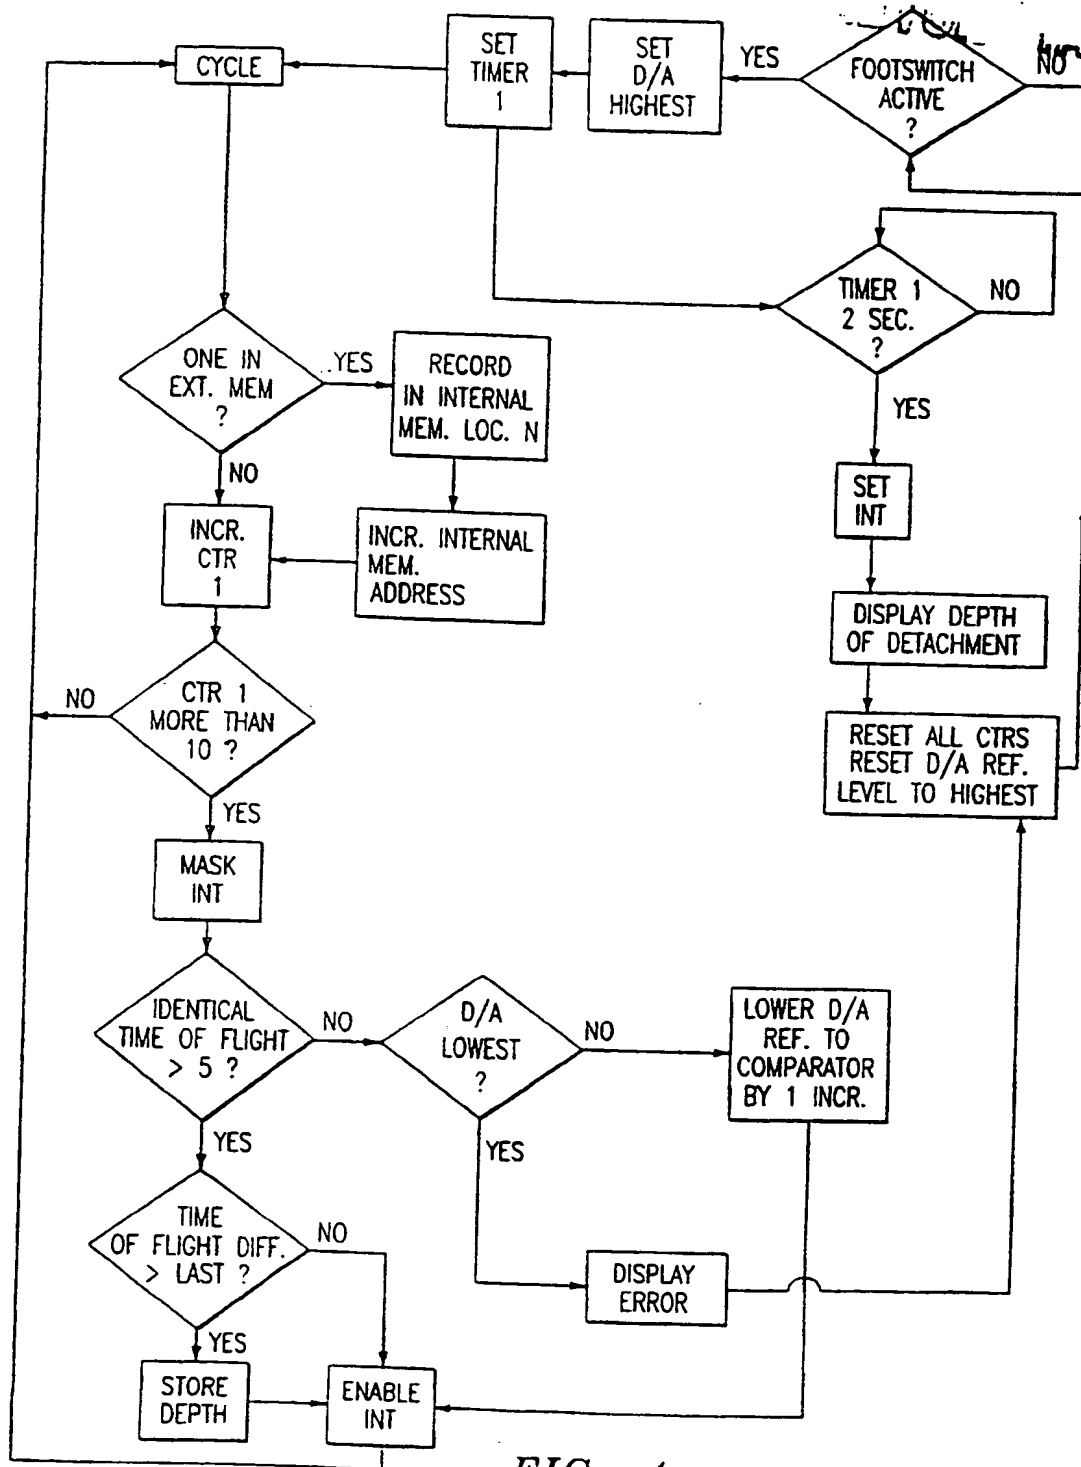 SET
TIMER
1
SET
D/A
HIGHEST
YES
FOOTSWITCH
ACTIVE
?
NO
CYCLE
TIMER 1
2 SEC.
?
NO
YES
ONE IN
EXT. MEM
?
YES
RECORD
IN INTERNAL
MEM. LOC. N
NO
INCR.
CTR
1
INCR. INTERNAL
MEM.
ADDRESS
SET
INT
DISPLAY DEPTH
OF DETACHMENT
CTR 1
MORE THAN
10 ?
NO
YES
RESET ALL CTRS
RESET D/A REF.
LEVEL TO HIGHEST
MASK
INT
IDENTICAL
TIME OF FLIGHT
> 5 ?
NO
D/A
LOWEST
?
NO
LOWER D/A
REF. TO
COMPARATOR
BY 1 INCR.
YES
YES
TIME
OF FLIGHT DIFF.
> LAST ?
NO
DISPLAY
ERROR
YES
STORE
DEPTH
ENABLE
INT
FIG.